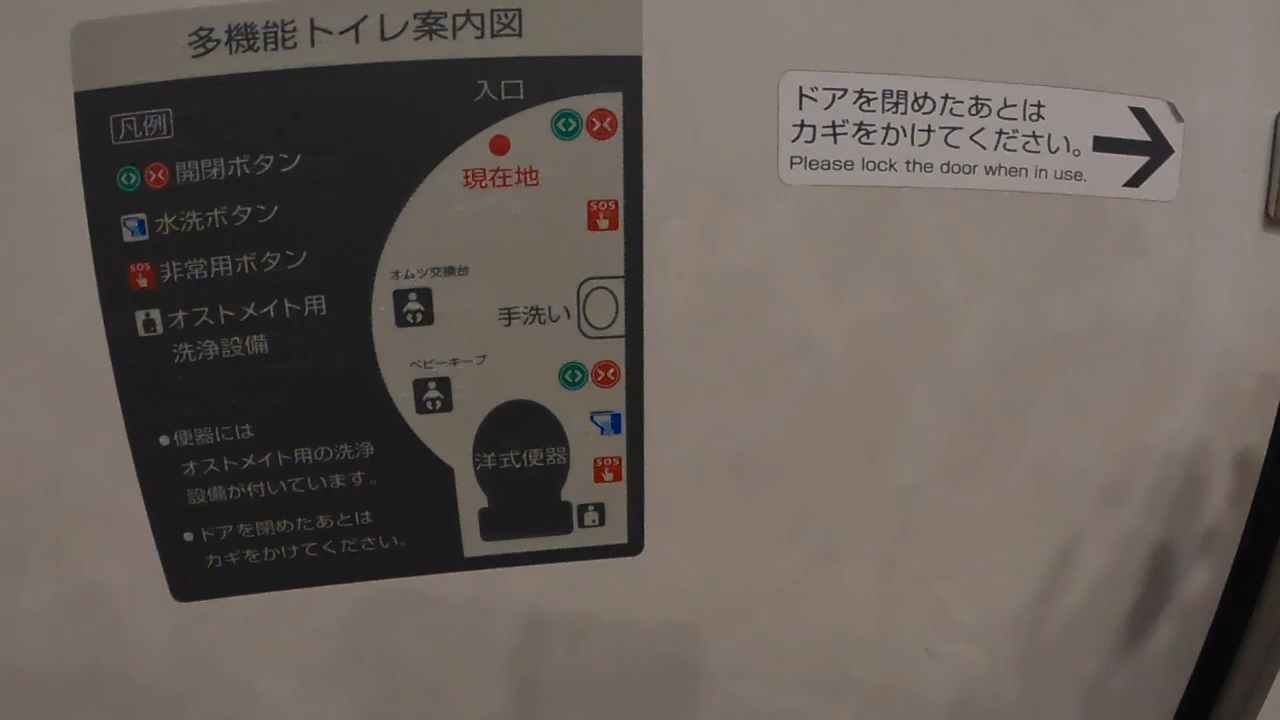 多機能トイレ案内図
入口
凡例
開閉ボタン
水洗ボタン
SOS
非常用ボタン
オストメイト用
洗浄設備
現在地
SOS
オムツ交換台
手洗い
ベビーキープ
洋式便器
SOS
●便器には
オストメイト用の洗浄
設備が付いています。
●ドアを閉めたあとは
カギをかけてください。
ドアを閉めたあとは
カギをかけてください。
Please lock the door when in use.